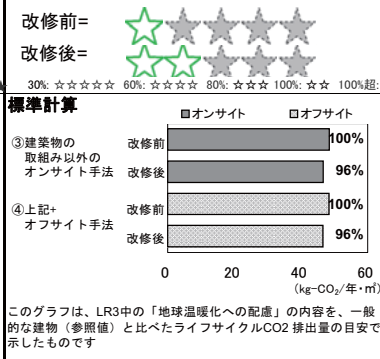 改修前=
改修後=
30%: ☆☆☆☆☆ 60%: ☆☆☆☆ 80%: ☆☆☆ 100%: ☆☆ 100%超:
標準計算
■オンサイト □オフサイト
③建築物の
取組み以外の
オンサイト手法
改修前 100%
改修後 96%
④上記+
オフサイト手法
改修前 100%
改修後 96%
0 20 40 60
(kg-CO₂/年・㎡)
このグラフは、LR3中の「地球温暖化への配慮」の内容を、一般
的な建物（参照値）と比べたライフサイクルCO2 排出量の目安で
示したものです